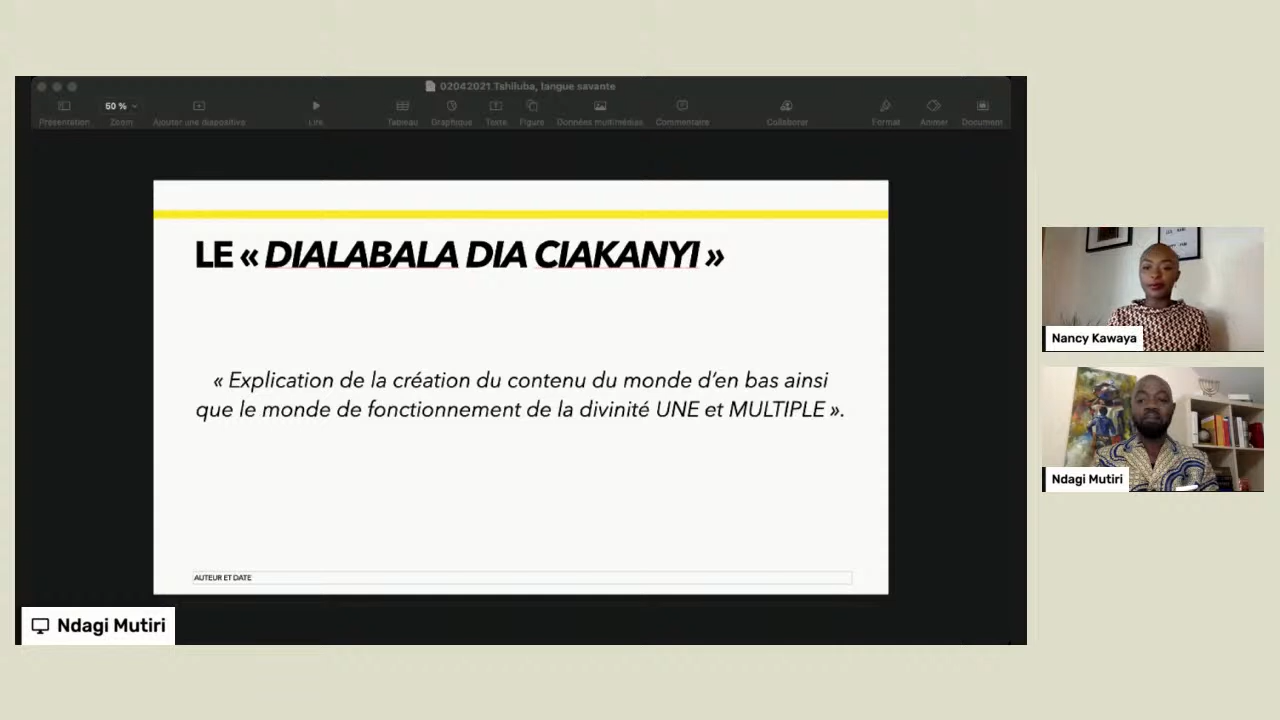 02042021 Tshiluba, langue savante
50 %
Présentation Zoom Ajouter une diapositive Lire Tableau Graphique Texte Figure Données multimédias Commentaire Collaborer Format Animer Document
LE « DIALABALA DIA CIAKANYI »
« Explication de la création du contenu du monde d’en bas ainsi
que le monde de fonctionnement de la divinité UNE et MULTIPLE ».
AUTEUR ET DATE
Ndagi Mutiri
Nancy Kawaya
Ndagi Mutiri